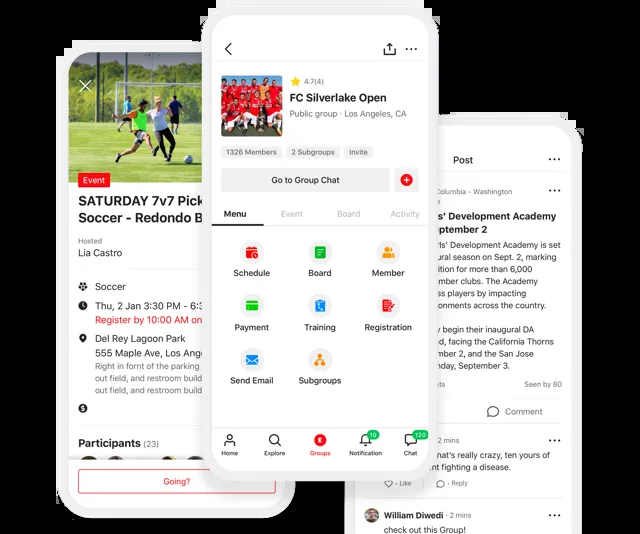 Event
SATURDAY 7v7 Pick
Soccer - Redondo B
Hosted
Lia Castro
Soccer
Thu, 2 Jan 3:30 PM - 6:3
Register by 10:00 AM on
Del Rey Lagoon Park
555 Maple Ave, Los Ange
Right in fornt of the parking
out field, and restroom build
out field, and restroom build
Participants (23)
Going?
4.7(4)
FC Silverlake Open
Public group · Los Angeles, CA
1326 Members
2 Subgroups
Invite
Go to Group Chat
Menu
Event
Board
Activity
Schedule
Board
Member
Payment
Training
Registration
Send Email
Subgroups
Home
Explore
Groups
10
Notification
120
Chat
Post
Columbia - Washington
ls’ Development Academy
eptember 2
ls’ Development Academy is set
ural season on Sept. 2, marking
ition for more than 6,000
mber clubs. The Academy
ss players by impacting
onments across the country.
y begin their inaugural DA
nd, facing the California Thorns
mber 2, and the San Jose
nday, September 3.
nts
Seen by 80
Comment
2 mins
hat’s really crazy, ten yours of
nt fighting a disease.
Like
Reply
William Diwedi · 2 mins
check out this Group!